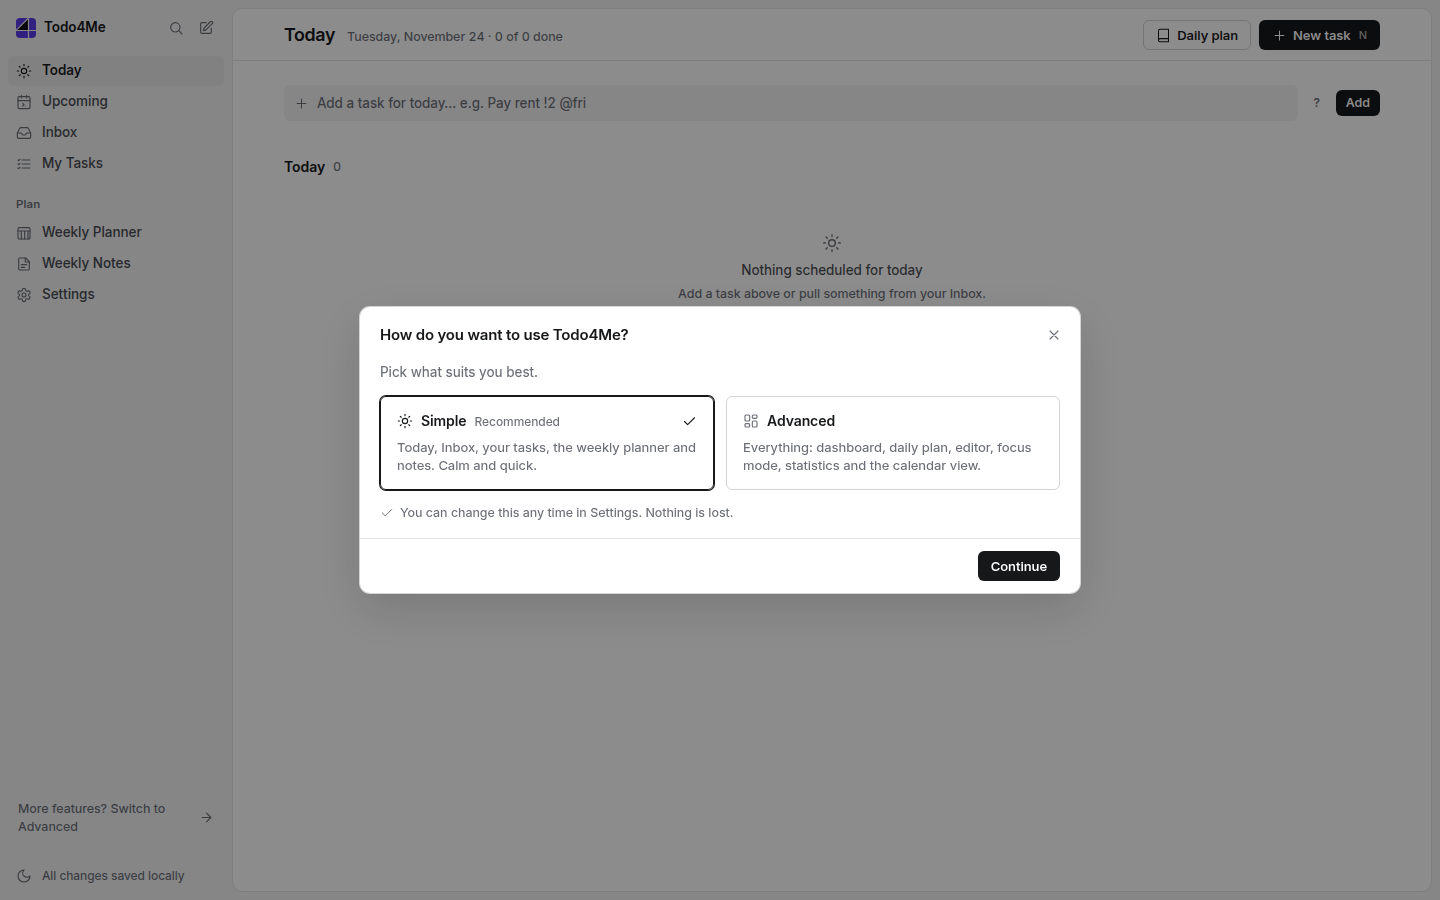 Todo4Me
Today
Upcoming
Inbox
My Tasks
Plan
Weekly Planner
Weekly Notes
Settings
More features? Switch to
Advanced
All changes saved locally
Today Tuesday, November 24 · 0 of 0 done
Daily plan
New task N
Add a task for today... e.g. Pay rent !2 @fri
?
Add
Today 0
Nothing scheduled for today
Add a task above or pull something from your Inbox.
How do you want to use Todo4Me?
Pick what suits you best.
Simple Recommended
Today, Inbox, your tasks, the weekly planner and
notes. Calm and quick.
Advanced
Everything: dashboard, daily plan, editor, focus
mode, statistics and the calendar view.
You can change this any time in Settings. Nothing is lost.
Continue